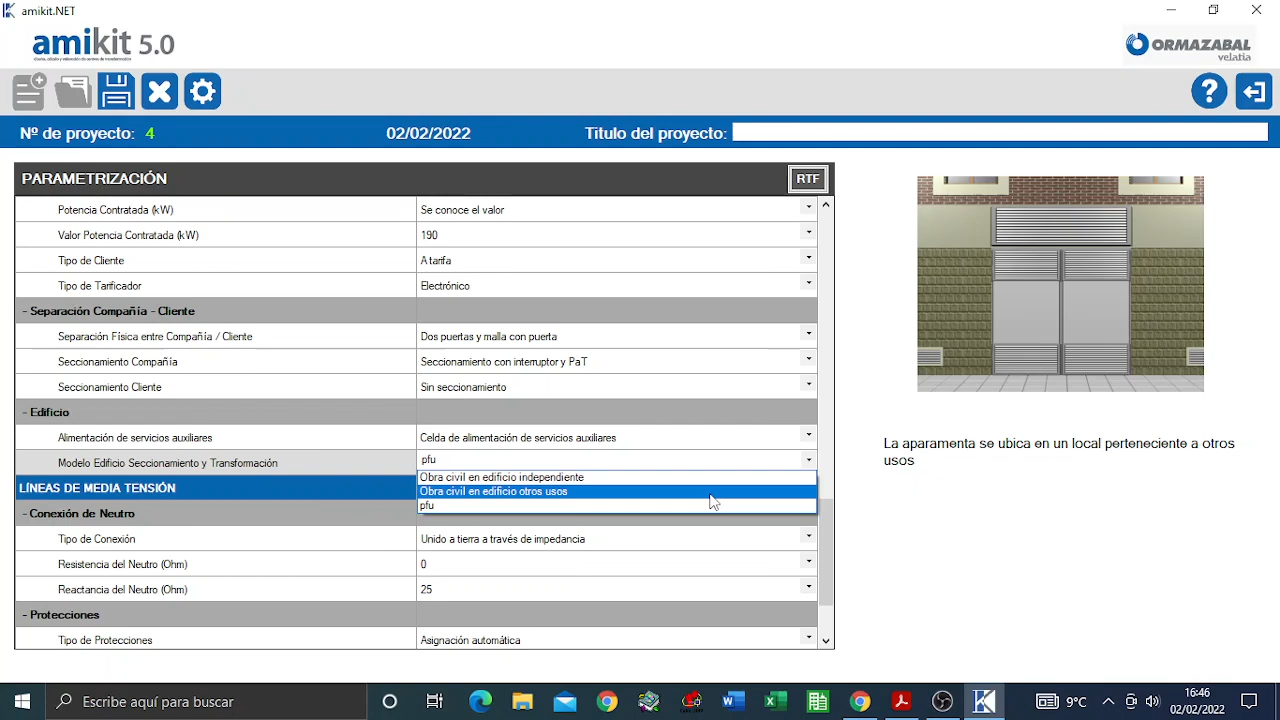 amikit.NET
amikit 5.0
ORMAZABAL
velatia
?
Nº de proyecto: 4
02/02/2022
Titulo del proyecto:
PARAMETRIZACIÓN
RTF
Potencia Contratada (kW)
Se conoce el valor
Valor Potencia Contratada (kW)
190
Tipo de Cliente
A tarifa
Tipo de Tarificador
Electrónico
- Separación Compañía - Cliente
Separación Física entre Compañía / Cliente
Dos puertas y malla con puerta
Seccionamiento Compañía
Seccionamiento con interruptor y PaT
Seccionamiento Cliente
Sin seccionamiento
- Edificio
Alimentación de servicios auxiliares
Celda de alimentación de servicios auxiliares
Modelo Edificio Seccionamiento y Transformación
pfu
Obra civil en edificio independiente
Obra civil en edificio otros usos
pfu
LÍNEAS DE MEDIA TENSIÓN
- Conexión de Neutro
Tipo de Conexión
Unido a tierra a través de impedancia
Resistencia del Neutro (Ohm)
0
Reactancia del Neutro (Ohm)
25
- Protecciones
Tipo de Protecciones
Asignación automática
La aparamenta se ubica en un local perteneciente a otros
usos
Escribe aquí para buscar
9°C
16:46
02/02/2022